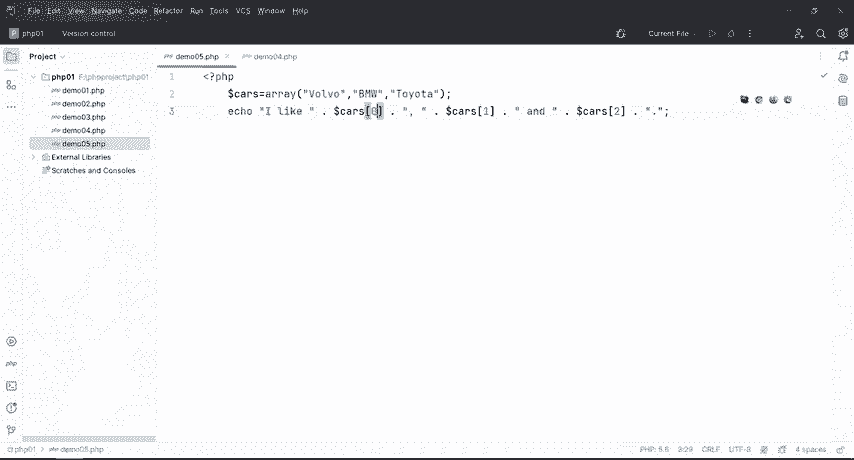 File Edit View Navigate Code Refactor Run Tools VCS Window Help
php01 Version control Current File
Project
demo05.php demo04.php
php01 E:\phpproject\php01
demo01.php
demo02.php
demo03.php
demo04.php
demo05.php
External Libraries
Scratches and Consoles
1 <?php
2 $cars=array("Volvo","BMW","Toyota");
3 echo "I like " . $cars[0] . ", " . $cars[1] . " and " . $cars[2] . ".";
php
php01 > demo05.php PHP: 5.6 3:29 CRLF UTF-8 4 spaces